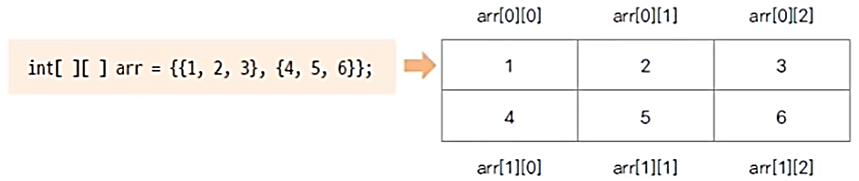 arr[0][0] arr[0][1] arr[0][2]
int[ ][ ] arr = {{1, 2, 3}, {4, 5, 6}};
1 2 3
4 5 6
arr[1][0] arr[1][1] arr[1][2]